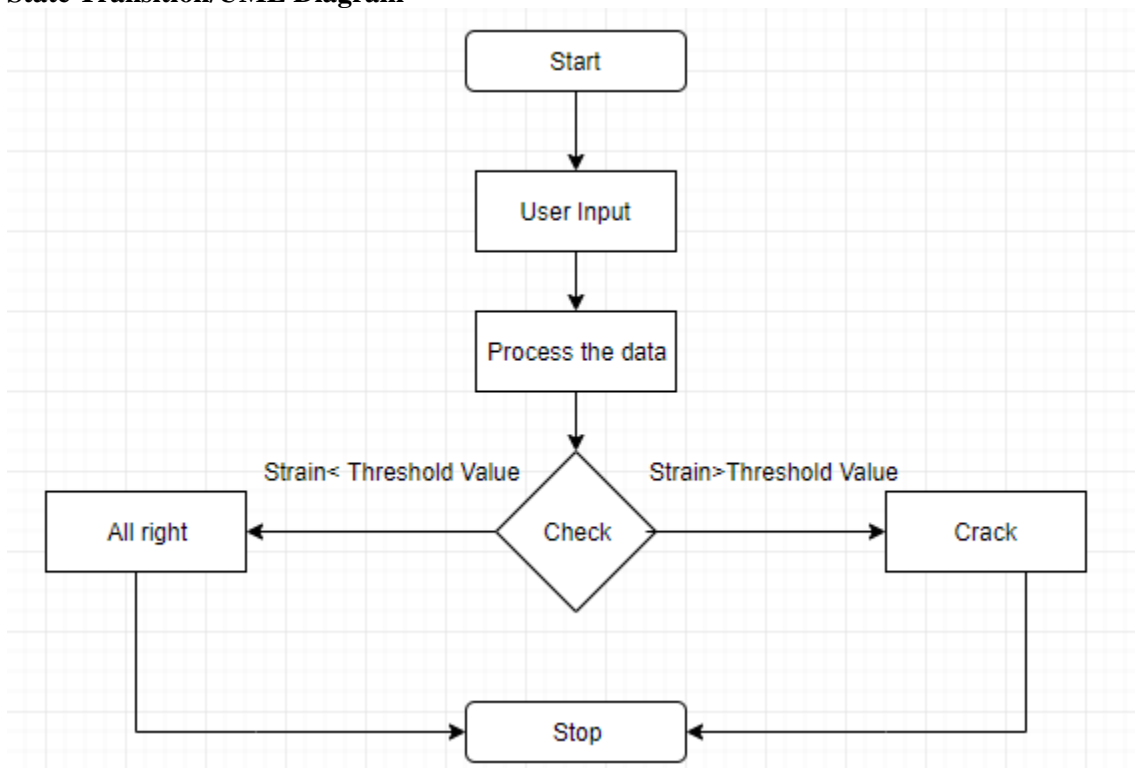 State Transition/UML Diagram
Start
User Input
Process the data
Strain< Threshold Value
Strain>Threshold Value
All right
Check
Crack
Stop